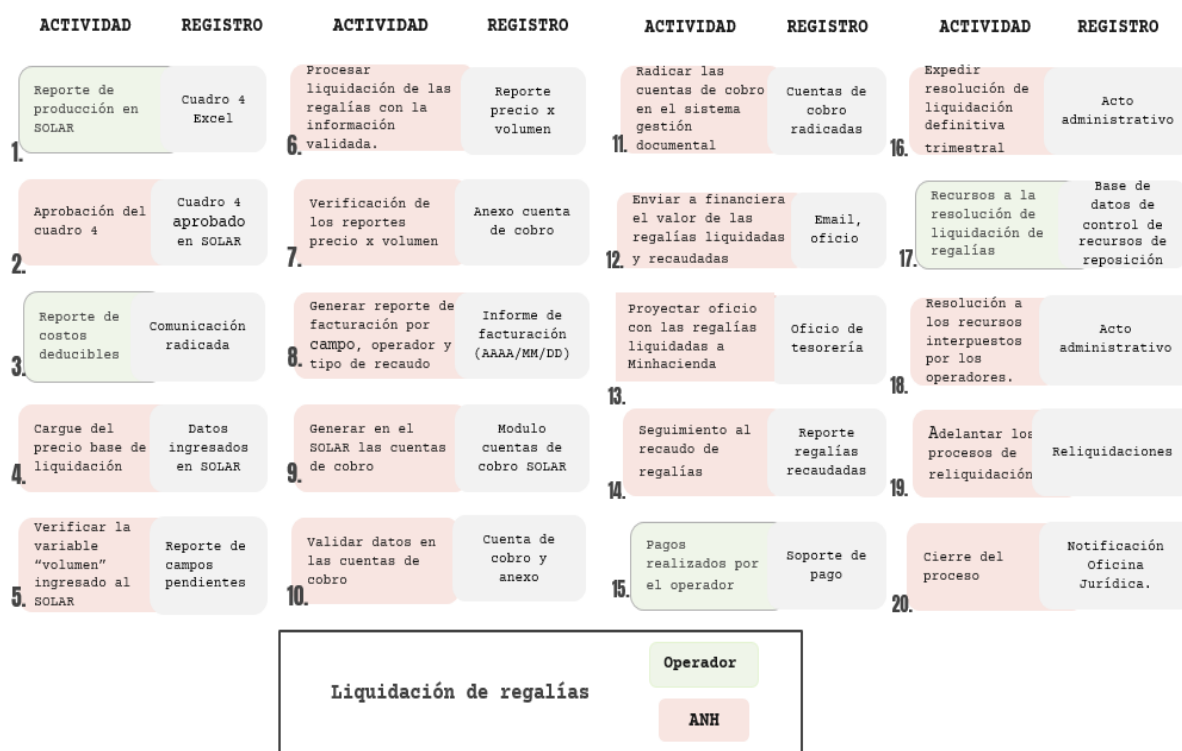 ACTIVIDAD
REGISTRO
Reporte de
producción en
SOLAR
1.
Cuadro 4
Excel
Aprobación del
cuadro 4
2.
Cuadro 4
aprobado
en SOLAR
Reporte de
costos
deducibles
3.
Comunicación
radicada
Cargue del
precio base de
liquidación
4.
Datos
ingresados
en SOLAR
Verificar la
variable
“volumen”
ingresado al
SOLAR
5.
Reporte de
campos
pendientes
ACTIVIDAD
REGISTRO
Procesar
liquidación de las
regalías con la
información
validada.
6.
Reporte
precio x
volumen
Verificación de
los reportes
precio x volumen
7.
Anexo cuenta
de cobro
Generar reporte de
facturación por
campo, operador y
tipo de recaudo
8.
Informe de
facturación
(AAAA/MM/DD)
Generar en el
SOLAR las cuentas
de cobro
9.
Modulo
cuentas de
cobro SOLAR
Validar datos en
las cuentas de
cobro
10.
Cuenta de
cobro y
anexo
ACTIVIDAD
REGISTRO
Radicar las
cuentas de cobro
en el sistema
gestión
documental
11.
Cuentas de
cobro
radicadas
Enviar a financiera
el valor de las
regalías liquidadas
y recaudadas
12.
Email,
oficio
Proyectar oficio
con las regalías
liquidadas a
Minhacienda
13.
Oficio de
tesorería
Seguimiento al
recaudo de
regalías
14.
Reporte
regalías
recaudadas
Pagos
realizados por
el operador
15.
Soporte de
pago
ACTIVIDAD
REGISTRO
Expedir
resolución de
liquidación
definitiva
trimestral
16.
Acto
administrativo
Recursos a la
resolución de
liquidación de
regalías
17.
Base de
datos de
control de
recursos de
reposición
Resolución a
los recursos
interpuestos
por los
operadores.
18.
Acto
administrativo
Adelantar los
procesos de
reliquidación
19.
Reliquidaciones
Cierre del
proceso
20.
Notificación
Oficina
Jurídica.
Liquidación de regalías
Operador
ANH